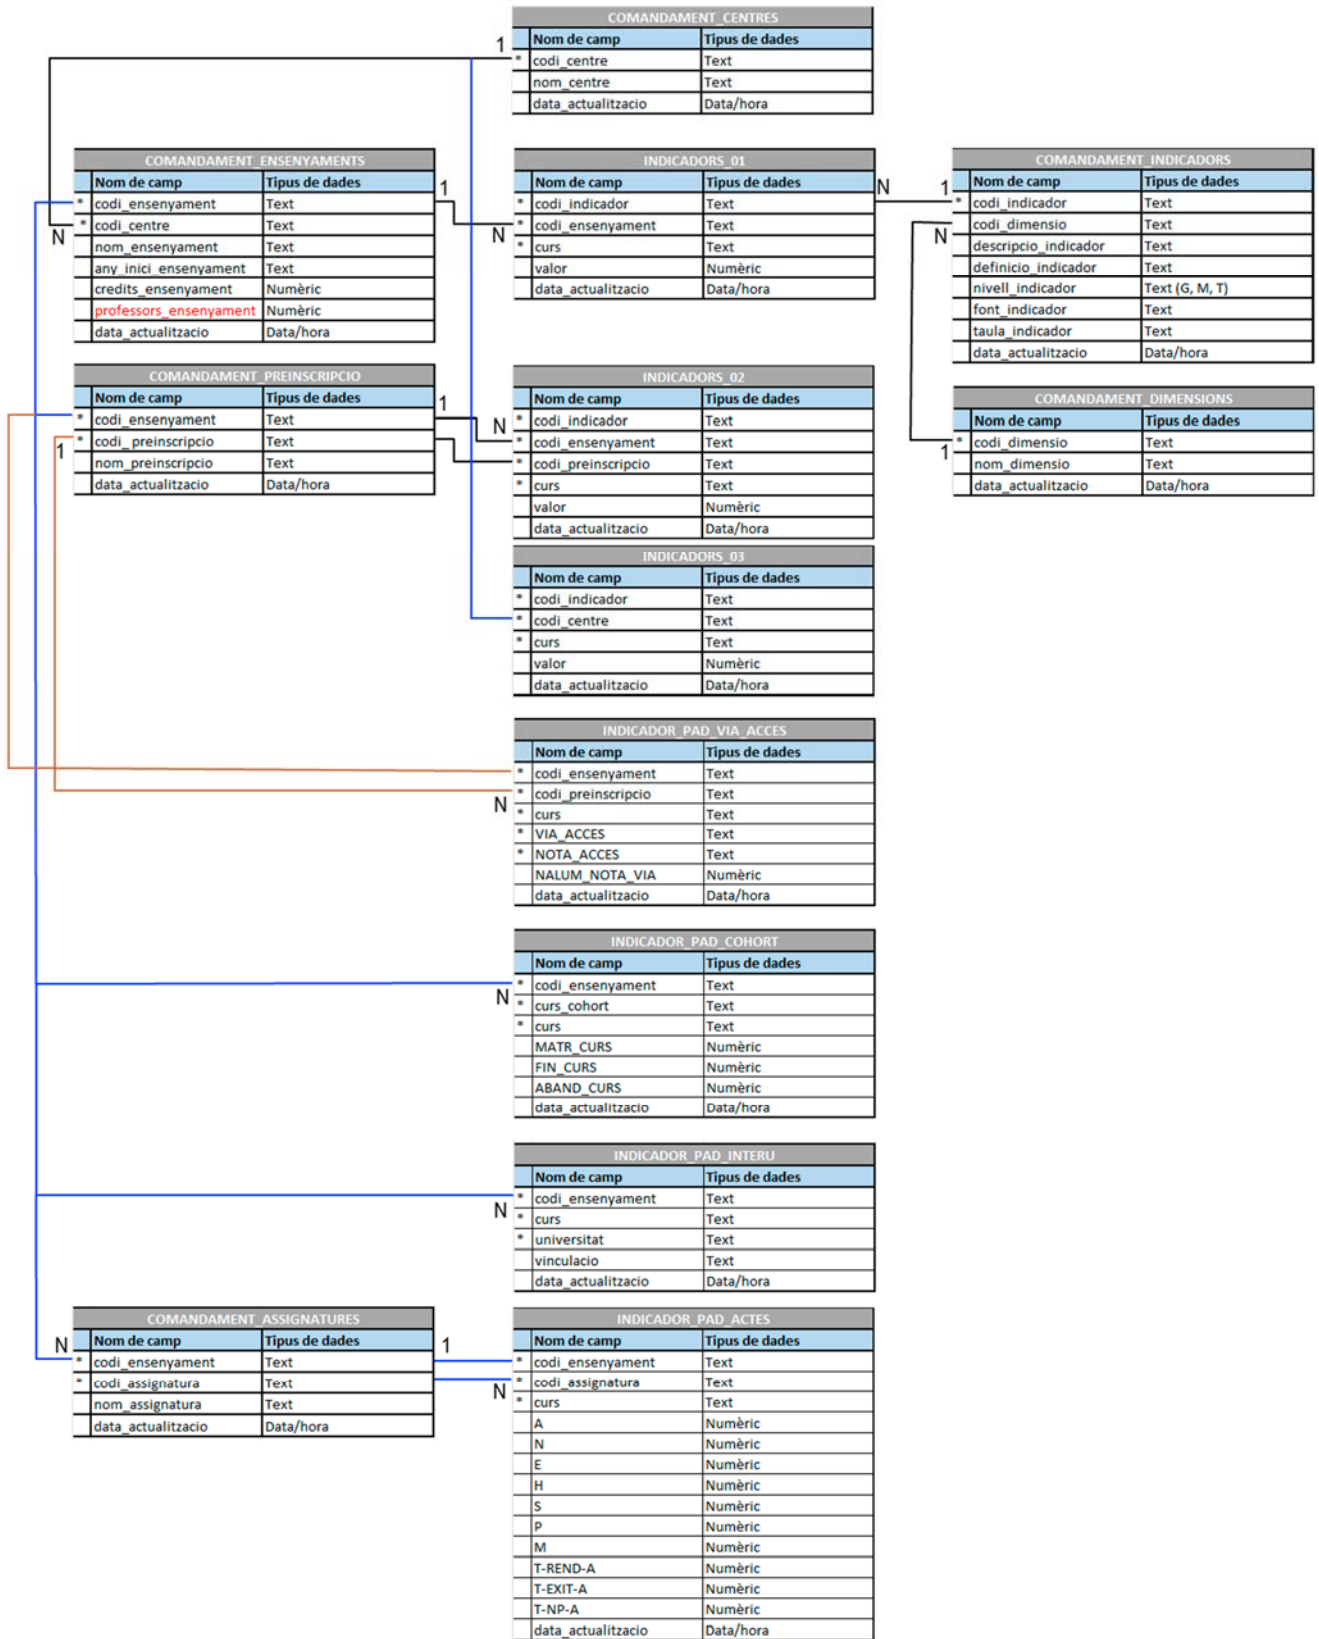 COMANDAMENT_CENTRES
Nom de camp Tipus de dades
1
* codi_centre Text
nom_centre Text
data_actualitzacio Data/hora
COMANDAMENT_ENSENYAMENTS
Nom de camp Tipus de dades
1
* codi_ensenyament Text
* codi_centre Text
N
nom_ensenyament Text
any_inici_ensenyament Text
credits_ensenyament Numèric
professors_ensenyament Numèric
data_actualitzacio Data/hora
INDICADORS_01
Nom de camp Tipus de dades
N
* codi_indicador Text
* codi_ensenyament Text
N
* curs Text
valor Numèric
data_actualitzacio Data/hora
COMANDAMENT_INDICADORS
Nom de camp Tipus de dades
1
* codi_indicador Text
codi_dimensio Text
N
descripcio_indicador Text
definicio_indicador Text
nivell_indicador Text (G, M, T)
font_indicador Text
taula_indicador Text
data_actualitzacio Data/hora
COMANDAMENT_PREINSCRIPCIO
Nom de camp Tipus de dades
1
* codi_ensenyament Text
* codi_preinscripcio Text
1
nom_preinscripcio Text
data_actualitzacio Data/hora
INDICADORS_02
Nom de camp Tipus de dades
N
* codi_indicador Text
* codi_ensenyament Text
* codi_preinscripcio Text
* curs Text
valor Numèric
data_actualitzacio Data/hora
COMANDAMENT_DIMENSIONS
Nom de camp Tipus de dades
* codi_dimensio Text
1
nom_dimensio Text
data_actualitzacio Data/hora
INDICADORS_03
Nom de camp Tipus de dades
* codi_indicador Text
* codi_centre Text
* curs Text
valor Numèric
data_actualitzacio Data/hora
INDICADOR_PAD_VIA_ACCES
Nom de camp Tipus de dades
* codi_ensenyament Text
* codi_preinscripcio Text
N
* curs Text
* VIA_ACCES Text
* NOTA_ACCES Text
NALUM_NOTA_VIA Numèric
data_actualitzacio Data/hora
INDICADOR_PAD_COHORT
Nom de camp Tipus de dades
* codi_ensenyament Text
N
* curs_cohort Text
* curs Text
MATR_CURS Numèric
FIN_CURS Numèric
ABAND_CURS Numèric
data_actualitzacio Data/hora
INDICADOR_PAD_INTERU
Nom de camp Tipus de dades
* codi_ensenyament Text
N
* curs Text
* universitat Text
vinculacio Text
data_actualitzacio Data/hora
COMANDAMENT_ASSIGNATURES
Nom de camp Tipus de dades
N
1
* codi_ensenyament Text
* codi_assignatura Text
nom_assignatura Text
data_actualitzacio Data/hora
INDICADOR_PAD_ACTES
Nom de camp Tipus de dades
* codi_ensenyament Text
* codi_assignatura Text
N
* curs Text
A Numèric
N Numèric
E Numèric
H Numèric
S Numèric
P Numèric
M Numèric
T-REND-A Numèric
T-EXIT-A Numèric
T-NP-A Numèric
data_actualitzacio Data/hora